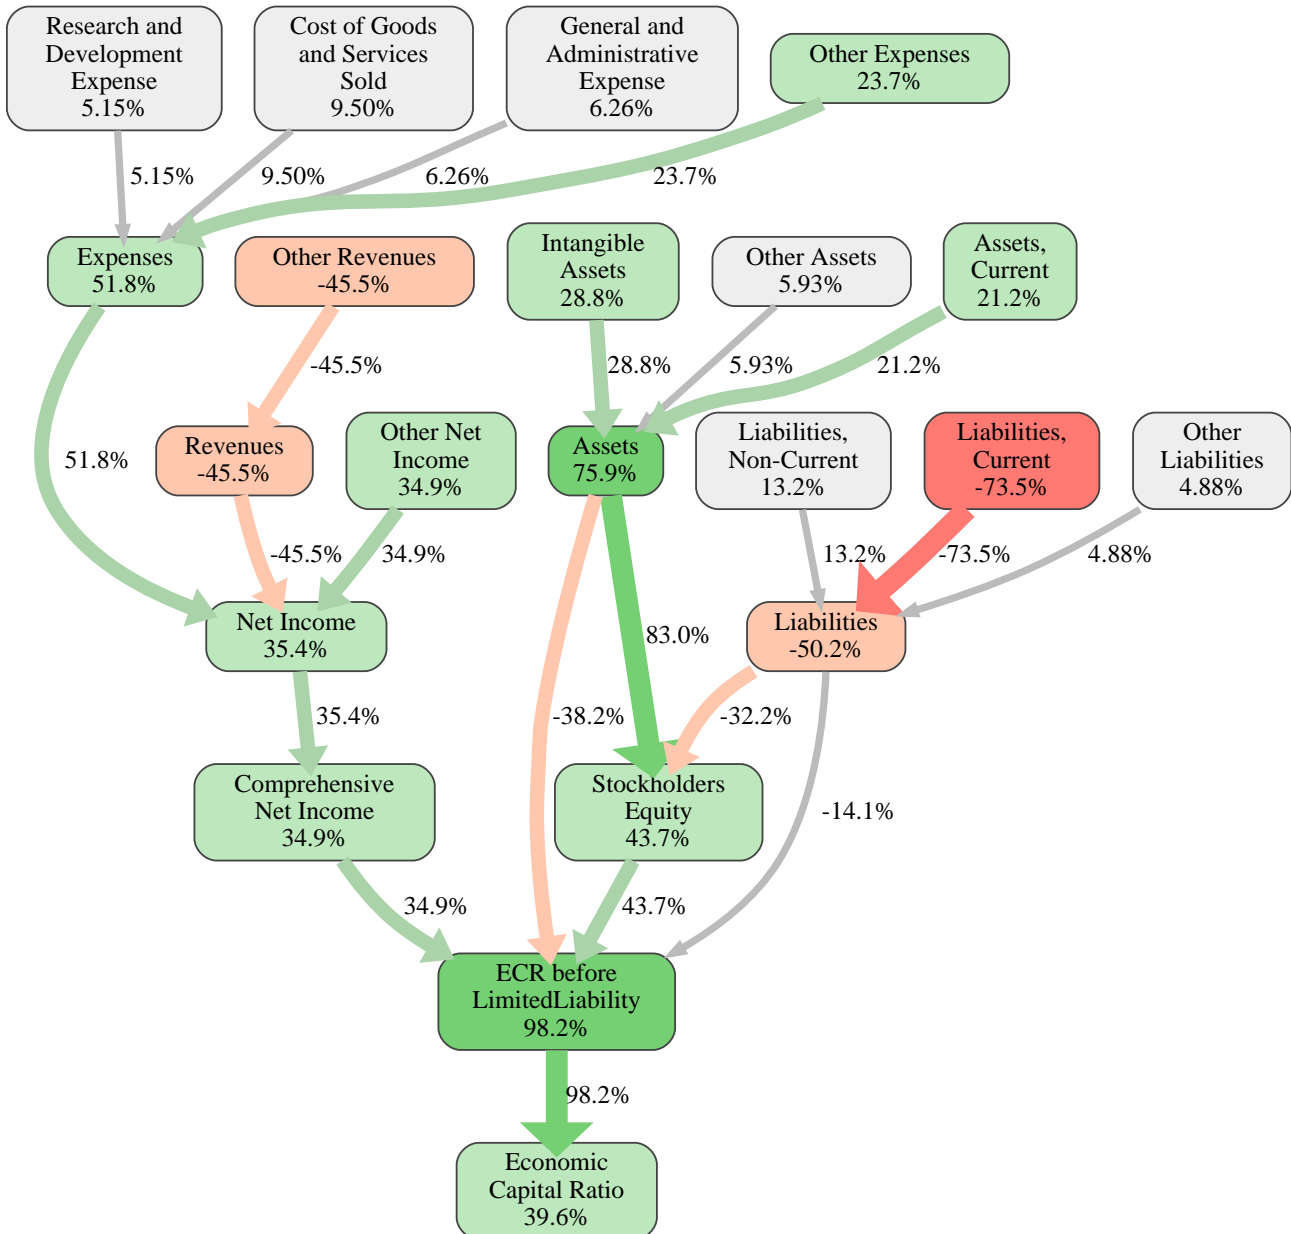 Research and
Development
Expense
5.15%
Cost of Goods
and Services
Sold
9.50%
General and
Administrative
Expense
6.26%
Other Expenses
23.7%
5.15%
9.50%
6.26%
23.7%
Expenses
51.8%
Other Revenues
-45.5%
Intangible
Assets
28.8%
Other Assets
5.93%
Assets,
Current
21.2%
-45.5%
28.8%
5.93%
21.2%
51.8%
Revenues
-45.5%
Other Net
Income
34.9%
Assets
75.9%
Liabilities,
Non-Current
13.2%
Liabilities,
Current
-73.5%
Other
Liabilities
4.88%
-45.5%
34.9%
13.2%
-73.5%
4.88%
Net Income
35.4%
83.0%
Liabilities
-50.2%
35.4%
-38.2%
-32.2%
Comprehensive
Net Income
34.9%
Stockholders
Equity
43.7%
-14.1%
34.9%
43.7%
ECR before
LimitedLiability
98.2%
98.2%
Economic
Capital Ratio
39.6%